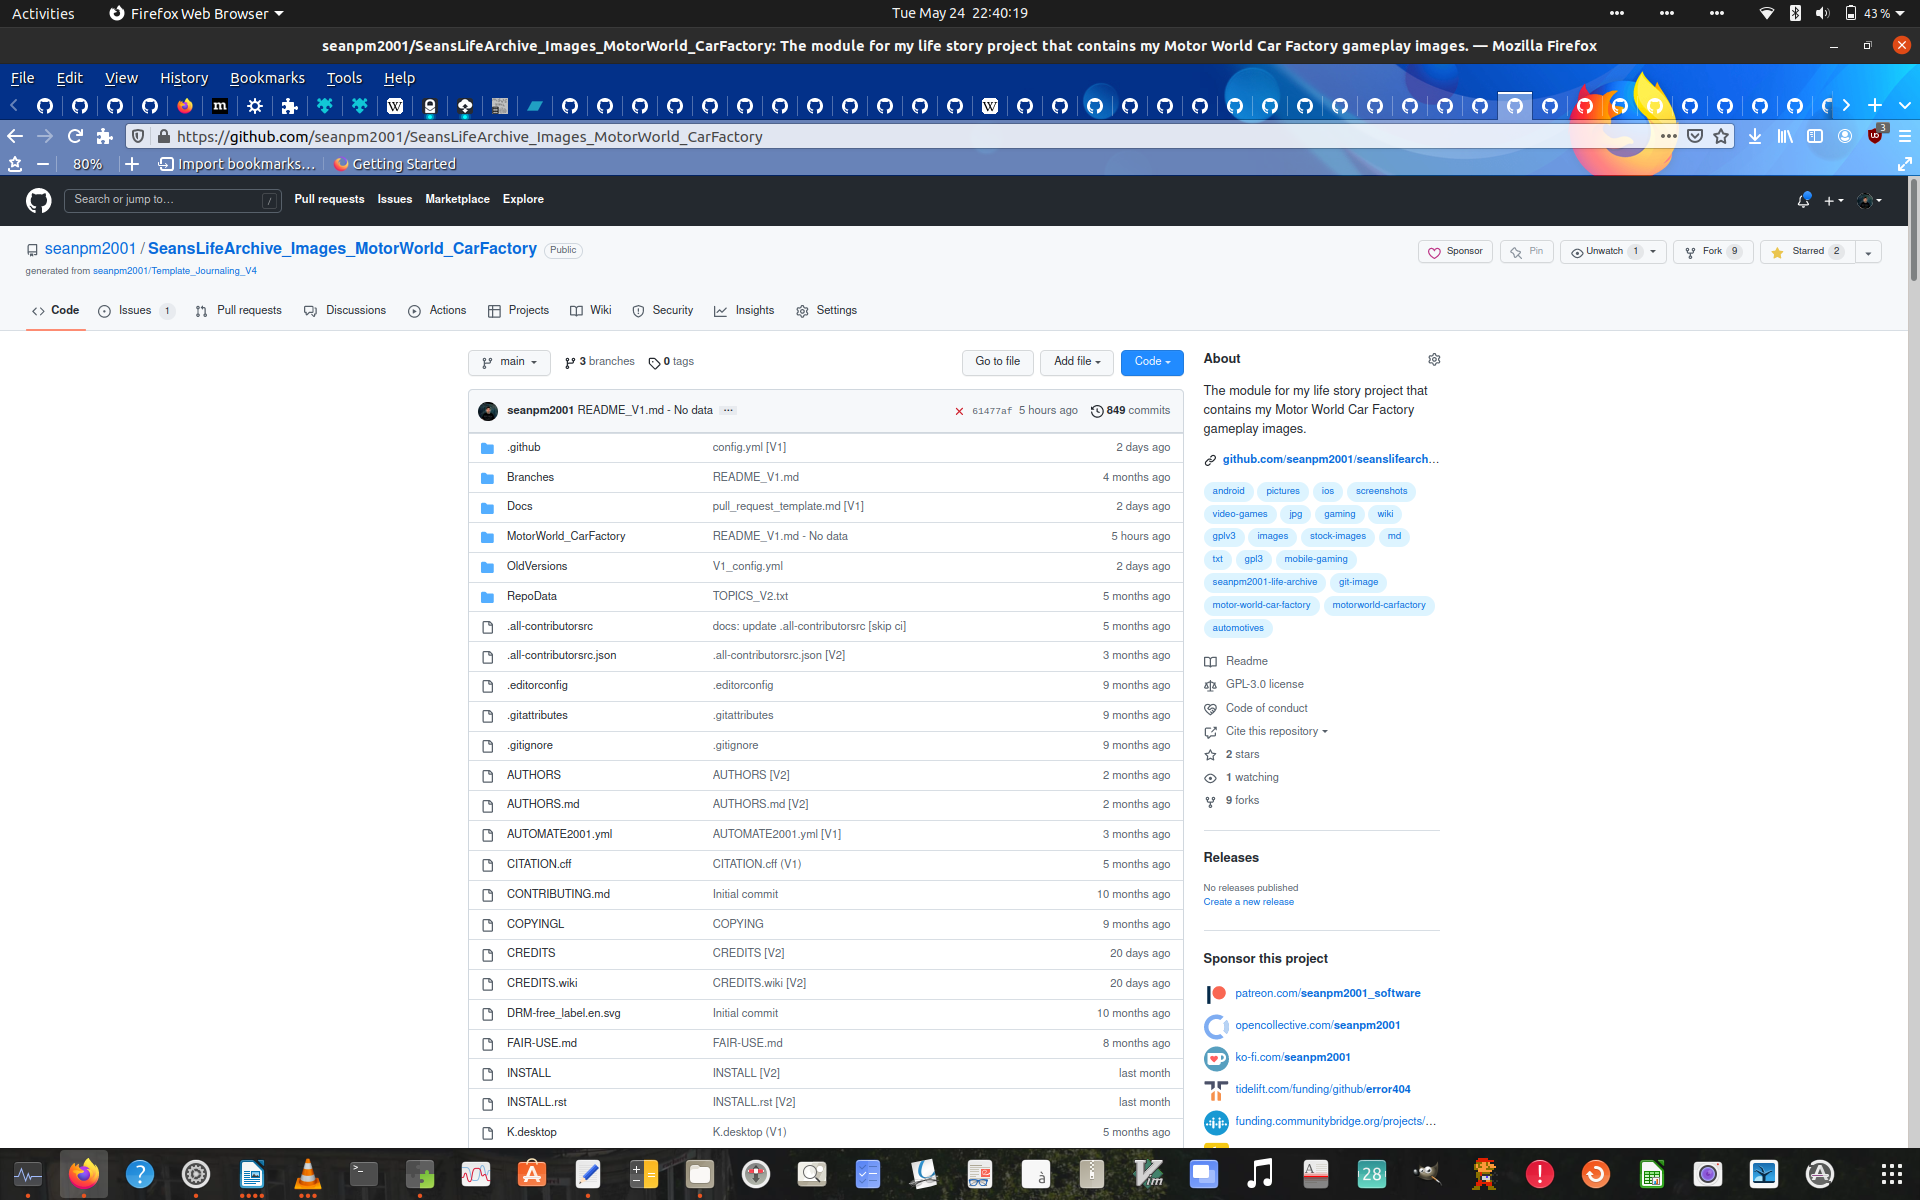 Activities Firefox Web Browser Tue May 24 22:40:19 43 %
seanpm2001/SeansLifeArchive_Images_MotorWorld_CarFactory: The module for my life story project that contains my Motor World Car Factory gameplay images. — Mozilla Firefox
File Edit View History Bookmarks Tools Help
https://github.com/seanpm2001/SeansLifeArchive_Images_MotorWorld_CarFactory 3
80% Import bookmarks... Getting Started
Search or jump to... / Pull requests Issues Marketplace Explore
seanpm2001 / SeansLifeArchive_Images_MotorWorld_CarFactory Public Sponsor Pin Unwatch 1 Fork 9 Starred 2
generated from seanpm2001/Template_Journaling_V4
Code Issues 1 Pull requests Discussions Actions Projects Wiki Security Insights Settings
main 3 branches 0 tags Go to file Add file Code
seanpm2001 README_V1.md - No data ... 61477af 5 hours ago 849 commits
.github config.yml [V1] 2 days ago
Branches README_V1.md 4 months ago
Docs pull_request_template.md [V1] 2 days ago
MotorWorld_CarFactory README_V1.md - No data 5 hours ago
OldVersions V1_config.yml 2 days ago
RepoData TOPICS_V2.txt 5 months ago
.all-contributorsrc docs: update .all-contributorsrc [skip ci] 5 months ago
.all-contributorsrc.json .all-contributorsrc.json [V2] 3 months ago
.editorconfig .editorconfig 9 months ago
.gitattributes .gitattributes 9 months ago
.gitignore .gitignore 9 months ago
AUTHORS AUTHORS [V2] 2 months ago
AUTHORS.md AUTHORS.md [V2] 2 months ago
AUTOMATE2001.yml AUTOMATE2001.yml [V1] 3 months ago
CITATION.cff CITATION.cff (V1) 5 months ago
CONTRIBUTING.md Initial commit 10 months ago
COPYINGL COPYING 9 months ago
CREDITS CREDITS [V2] 20 days ago
CREDITS.wiki CREDITS.wiki [V2] 20 days ago
DRM-free_label.en.svg Initial commit 10 months ago
FAIR-USE.md FAIR-USE.md 8 months ago
INSTALL INSTALL [V2] last month
INSTALL.rst INSTALL.rst [V2] last month
K.desktop K.desktop (V1) 5 months ago
About
The module for my life story project that
contains my Motor World Car Factory
gameplay images.
github.com/seanpm2001/seanslifearch...
android pictures ios screenshots
video-games jpg gaming wiki
gplv3 images stock-images md
txt gpl3 mobile-gaming
seanpm2001-life-archive git-image
motor-world-car-factory motorworld-carfactory
automotives
Readme
GPL-3.0 license
Code of conduct
Cite this repository
2 stars
1 watching
9 forks
Releases
No releases published
Create a new release
Sponsor this project
patreon.com/seanpm2001_software
opencollective.com/seanpm2001
ko-fi.com/seanpm2001
tidelift.com/funding/github/error404
funding.communitybridge.org/projects/...
28